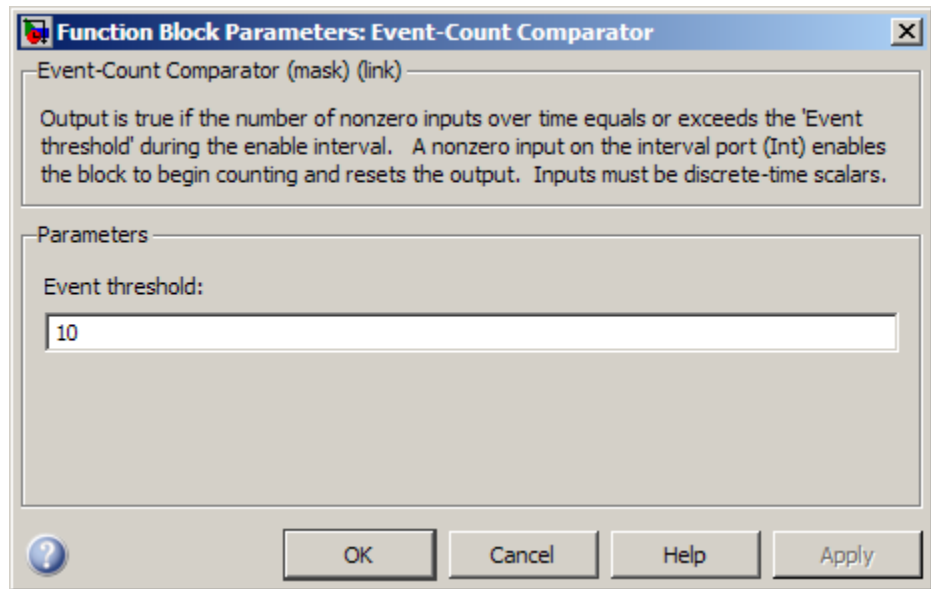 Function Block Parameters: Event-Count Comparator
Event-Count Comparator (mask) (link)
Output is true if the number of nonzero inputs over time equals or exceeds the 'Event
threshold' during the enable interval. A nonzero input on the interval port (Int) enables
the block to begin counting and resets the output. Inputs must be discrete-time scalars.
Parameters
Event threshold:
10
OK Cancel Help Apply